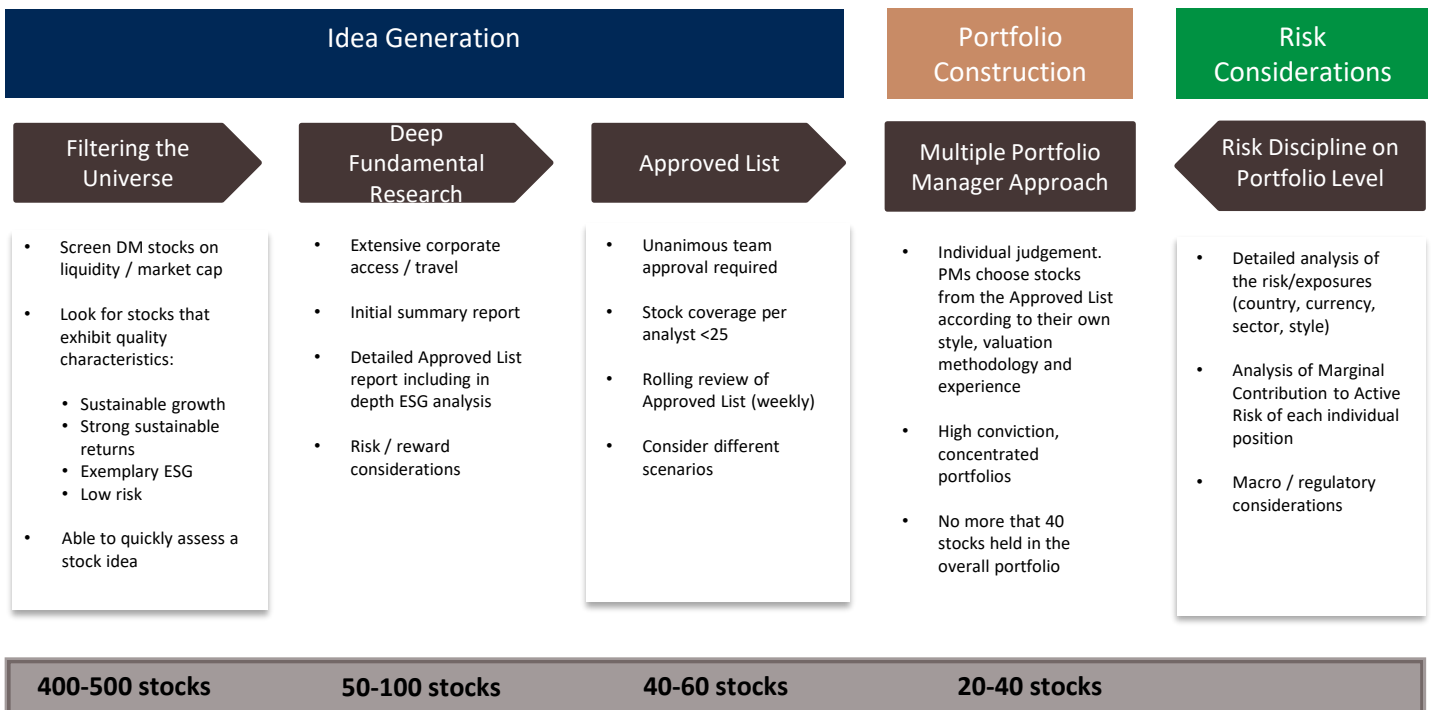 Idea Generation
Portfolio
Construction
Risk
Considerations
Filtering the
Universe
Deep
Fundamental
Research
Approved List
Multiple Portfolio
Manager Approach
Risk Discipline on
Portfolio Level
• Screen DM stocks on
liquidity / market cap
• Look for stocks that
exhibit quality
characteristics:
• Sustainable growth
• Strong sustainable
returns
• Exemplary ESG
• Low risk
• Able to quickly assess a
stock idea
• Extensive corporate
access / travel
• Initial summary report
• Detailed Approved List
report including in
depth ESG analysis
• Risk / reward
considerations
• Unanimous team
approval required
• Stock coverage per
analyst <25
• Rolling review of
Approved List (weekly)
• Consider different
scenarios
• Individual judgement.
PMs choose stocks
from the Approved List
according to their own
style, valuation
methodology and
experience
• High conviction,
concentrated
portfolios
• No more that 40
stocks held in the
overall portfolio
• Detailed analysis of
the risk/exposures
(country, currency,
sector, style)
• Analysis of Marginal
Contribution to Active
Risk of each individual
position
• Macro / regulatory
considerations
400-500 stocks
50-100 stocks
40-60 stocks
20-40 stocks